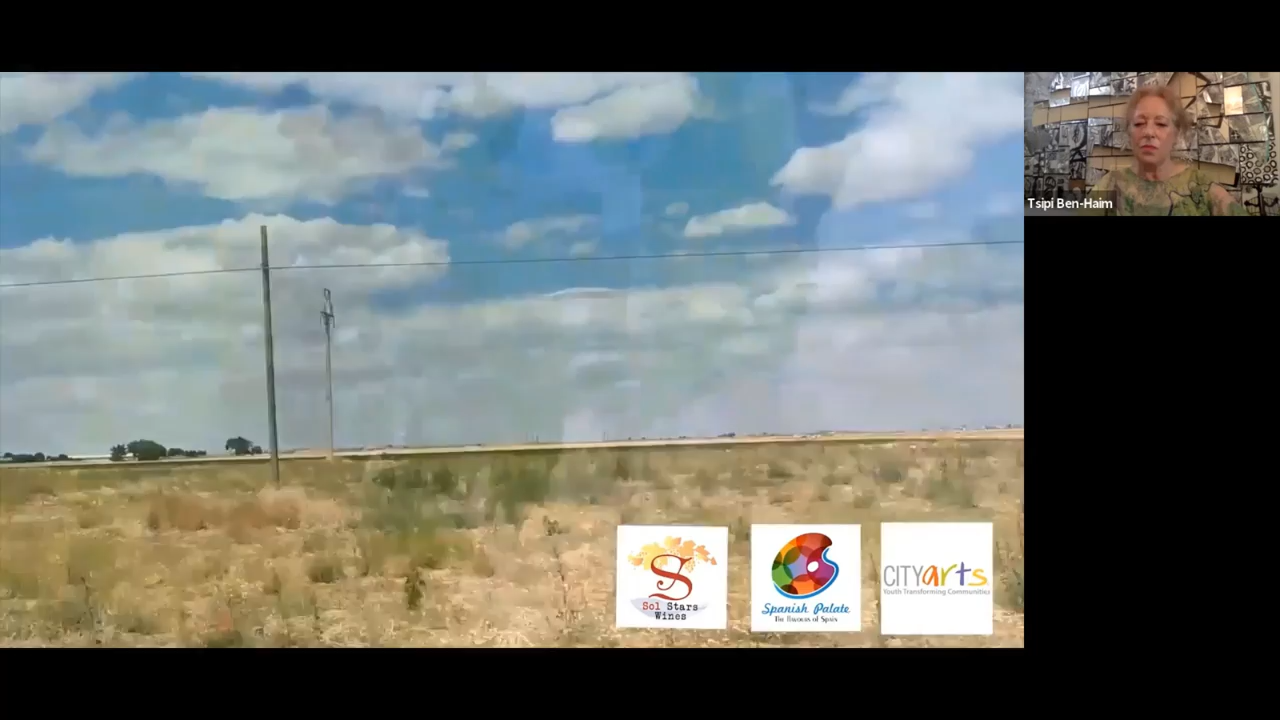 Tsipi Ben-Haim
S
Sol Stars
Wines
Spanish Palate
The flavours of Spain
CITYarts
Youth Transforming Communities